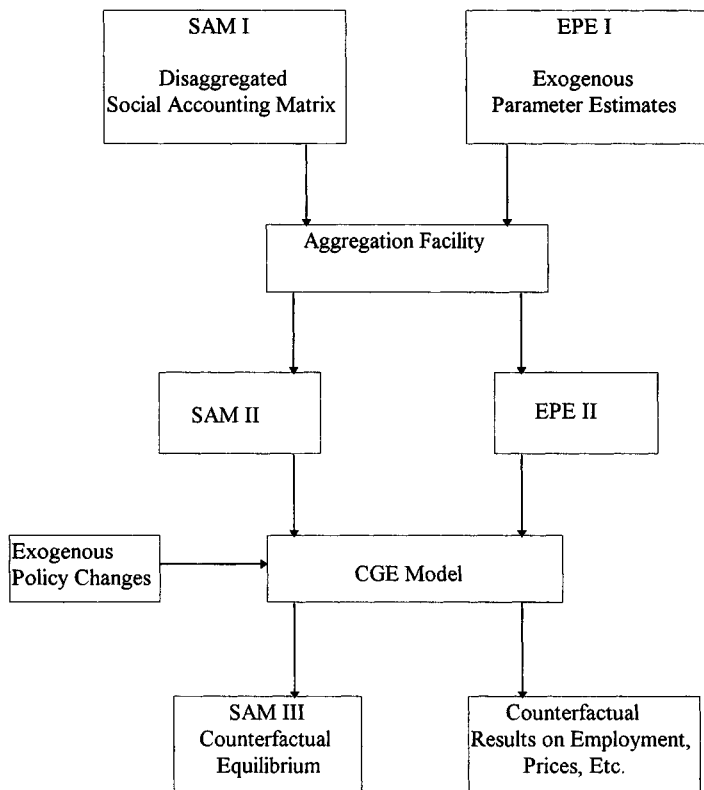 SAM I
Disaggregated
Social Accounting Matrix
EPE I
Exogenous
Parameter Estimates
Aggregation Facility
SAM II
EPE II
Exogenous
Policy Changes
CGE Model
SAM III
Counterfactual
Equilibrium
Counterfactual
Results on Employment,
Prices, Etc.